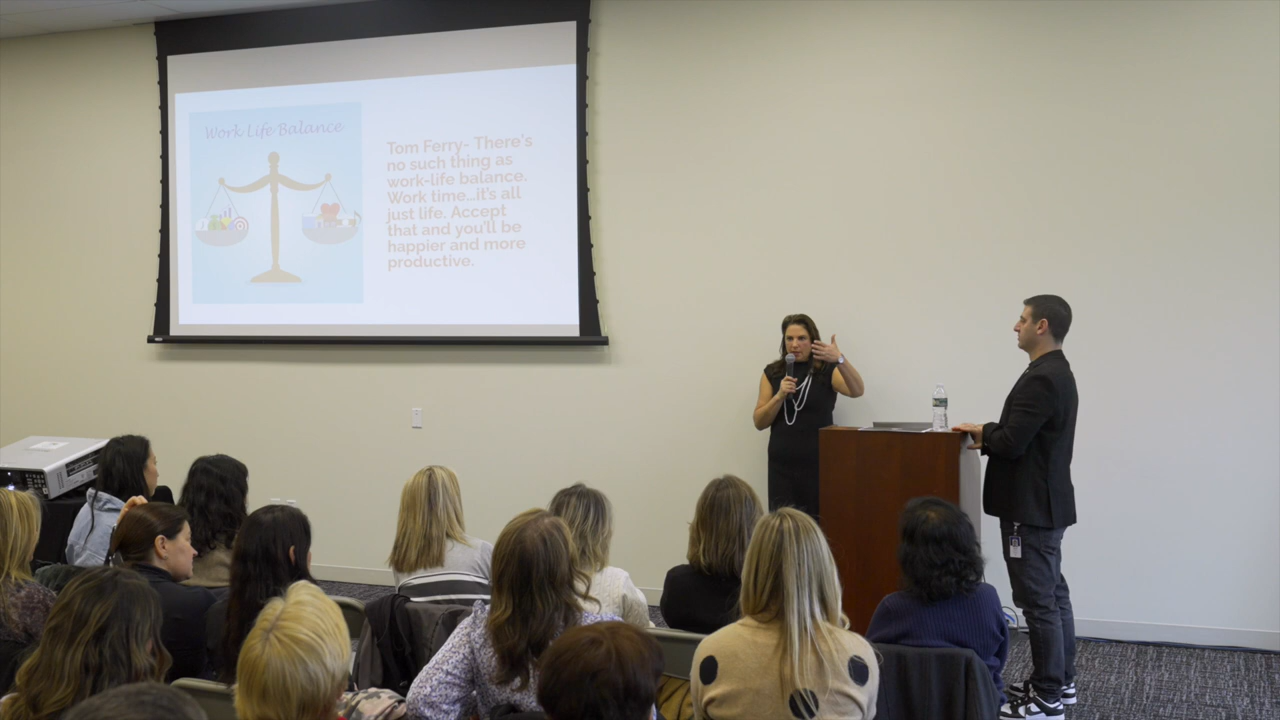 Work Life Balance
Tom Ferry- There's
no such thing as
work-life balance.
Work time...it's all
just life. Accept
that and you'll be
happier and more
productive.